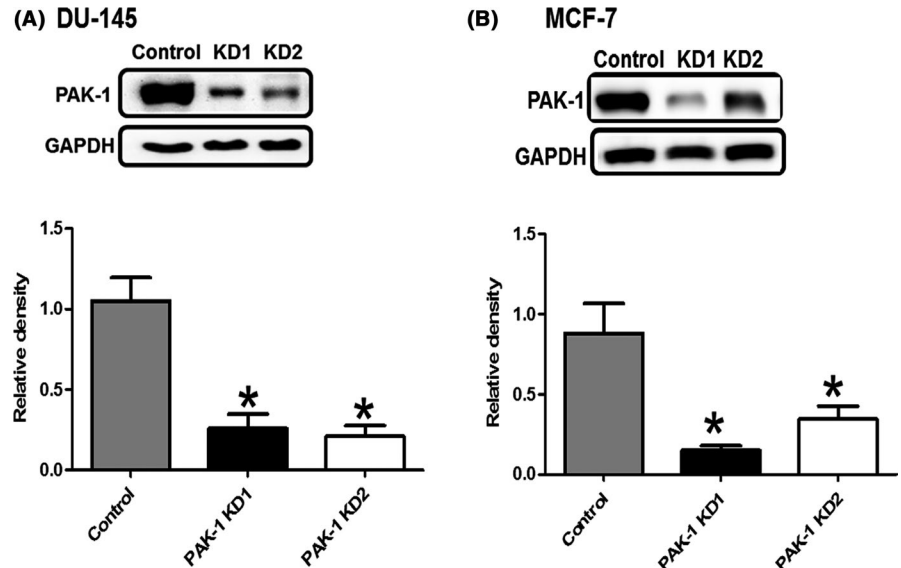 (A) DU-145
Control KD1 KD2
PAK-1
GAPDH
1.5
1.0
0.5
0.0
Relative density
*
*
Control
PAK-1 KD1
PAK-1 KD2
(B) MCF-7
Control KD1 KD2
PAK-1
GAPDH
1.5
1.0
0.5
0.0
Relative density
*
*
Control
PAK-1 KD1
PAK-1 KD2